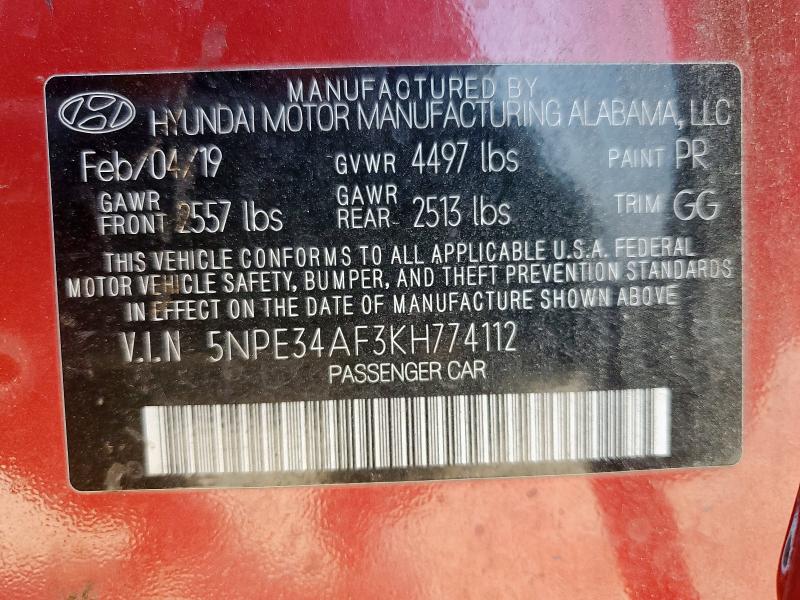 MANUFACTURED BY
HYUNDAI MOTOR MANUFACTURING ALABAMA, LLC
Feb/04/19 GVWR 4497 lbs PAINT PR
GAWR FRONT 2557 lbs GAWR REAR 2513 lbs TRIM GG
THIS VEHICLE CONFORMS TO ALL APPLICABLE U.S.A. FEDERAL
MOTOR VEHICLE SAFETY, BUMPER, AND THEFT PREVENTION STANDARDS
IN EFFECT ON THE DATE OF MANUFACTURE SHOWN ABOVE
V.I.N 5NPE34AF3KH774112
PASSENGER CAR